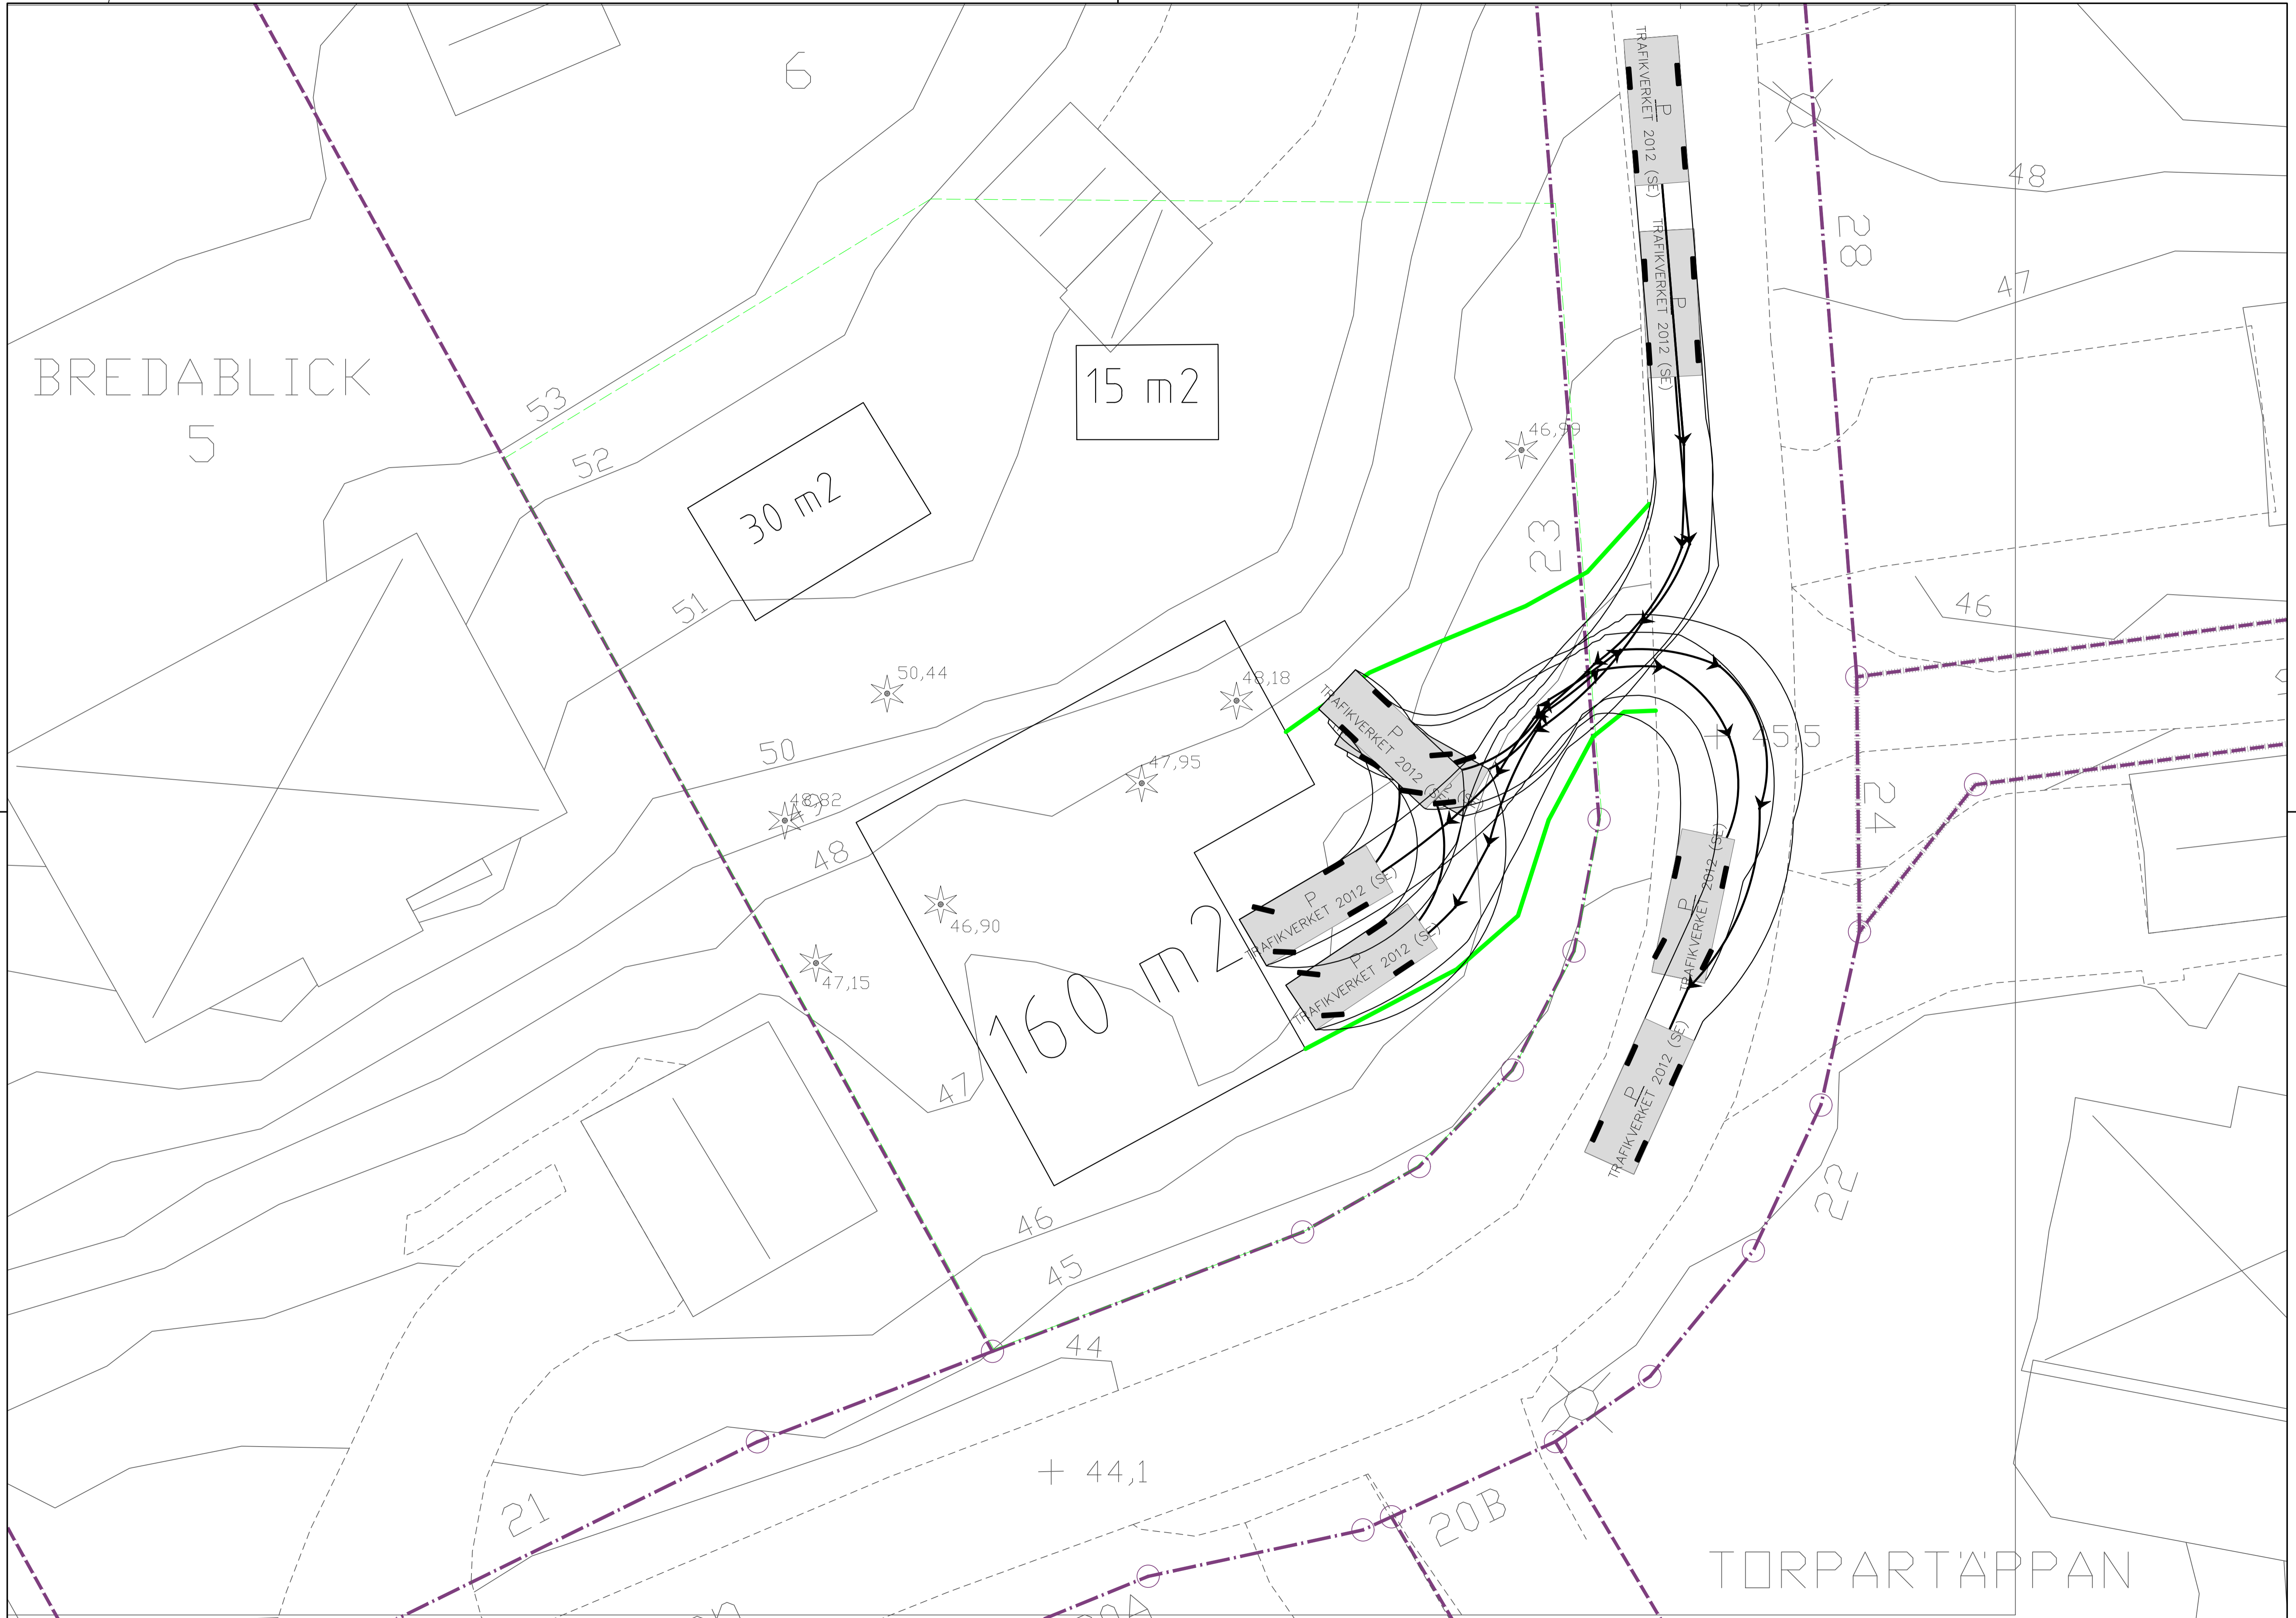 6
TRAFIKVERKET 2012 (SE)
P
48
28
TRAFIKVERKET 2012 (SE)
P
47
BREDABLICK
5
53
15 m2
52
46,99
30 m2
23
51
46
50,44
48,18
TRAFIKVERKET 2012 (SE)
P
45,5
50
47,95
48,82
24
48
P
TRAFIKVERKET 2012 (SE)
46,90
160 m2
P
TRAFIKVERKET 2012 (SE)
P
TRAFIKVERKET 2012 (SE)
47,15
47
P
TRAFIKVERKET 2012 (SE)
22
46
45
44
+ 44,1
21
20B
TORPARTÄPPAN